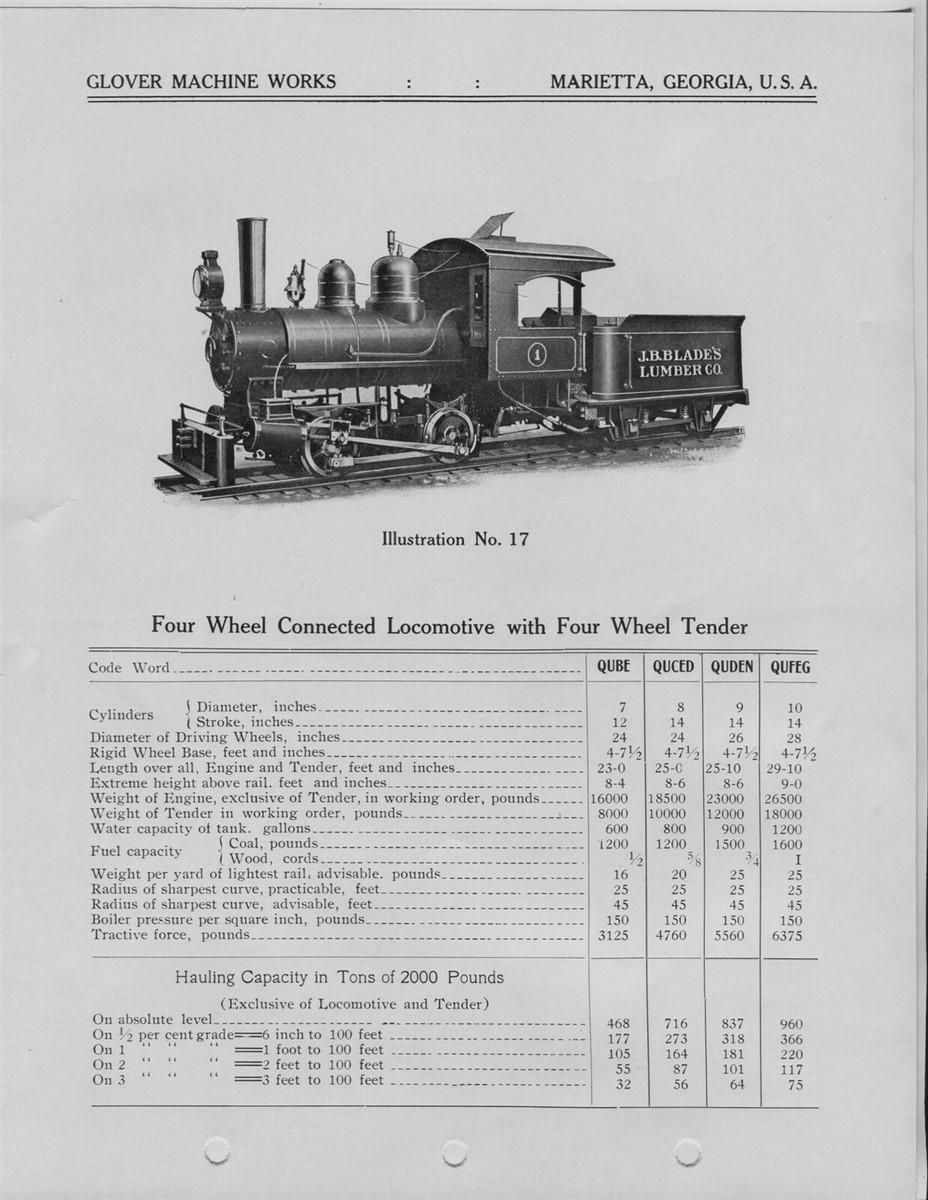 GLOVER MACHINE WORKS : : MARIETTA, GEORGIA, U.S.A.
1
J.B.BLADE'S
LUMBER CO.
Illustration No. 17
Four Wheel Connected Locomotive with Four Wheel Tender
Code Word QUBE QUCED QUDEN QUFEG
Cylinders { Diameter, inches. 7 8 9 10
{ Stroke, inches 12 14 14 14
Diameter of Driving Wheels, inches 24 24 26 28
Rigid Wheel Base, feet and inches 4-7½ 4-7½ 4-7½ 4-7½
Length over all, Engine and Tender, feet and inches 23-0 25-0 25-10 29-10
Extreme height above rail. feet and inches 8-4 8-6 8-6 9-0
Weight of Engine, exclusive of Tender, in working order, pounds 16000 18500 23000 26500
Weight of Tender in working order, pounds 8000 10000 12000 18000
Water capacity of tank. gallons 600 800 900 1200
Fuel capacity { Coal, pounds 1200 1200 1500 1600
{ Wood, cords ½ ⅝ ¾ I
Weight per yard of lightest rail, advisable. pounds 16 20 25 25
Radius of sharpest curve, practicable, feet 25 25 25 25
Radius of sharpest curve, advisable, feet 45 45 45 45
Boiler pressure per square inch, pounds 150 150 150 150
Tractive force, pounds 3125 4760 5560 6375
Hauling Capacity in Tons of 2000 Pounds
(Exclusive of Locomotive and Tender)
On absolute level 468 716 837 960
On ½ per cent grade==6 inch to 100 feet 177 273 318 366
On 1 " " " ==1 foot to 100 feet 105 164 181 220
On 2 " " " ==2 feet to 100 feet 55 87 101 117
On 3 " " " ==3 feet to 100 feet 32 56 64 75